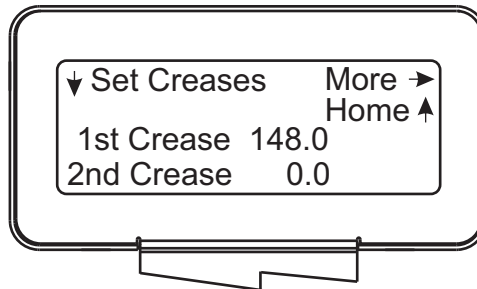 ↓ Set Creases More →
Home ↑
1st Crease 148.0
2nd Crease 0.0